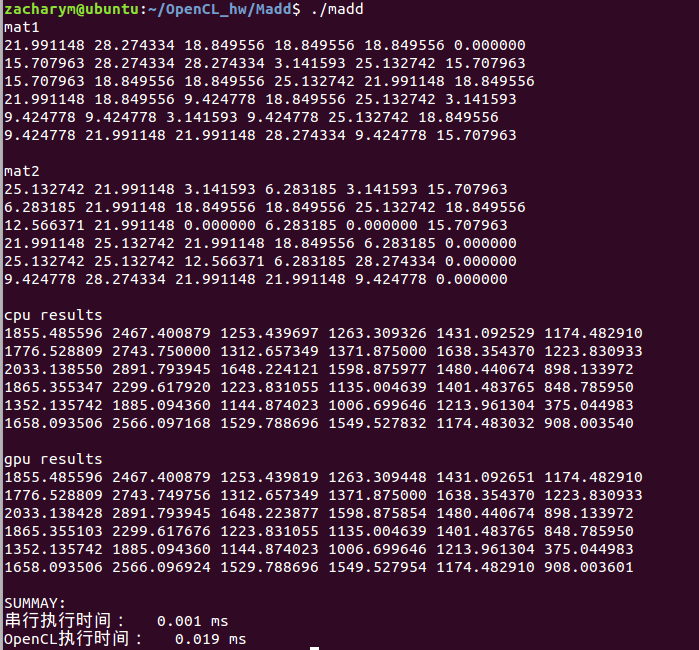 zacharym@ubuntu:~/OpenCL_hw/Madd$ ./madd
mat1
21.991148 28.274334 18.849556 18.849556 18.849556 0.000000
15.707963 28.274334 28.274334 3.141593 25.132742 15.707963
15.707963 18.849556 18.849556 25.132742 21.991148 18.849556
21.991148 18.849556 9.424778 18.849556 25.132742 3.141593
9.424778 9.424778 3.141593 9.424778 25.132742 18.849556
9.424778 21.991148 21.991148 28.274334 9.424778 15.707963
mat2
25.132742 21.991148 3.141593 6.283185 3.141593 15.707963
6.283185 21.991148 18.849556 18.849556 25.132742 18.849556
12.566371 21.991148 0.000000 6.283185 0.000000 15.707963
21.991148 25.132742 21.991148 18.849556 6.283185 0.000000
25.132742 25.132742 12.566371 6.283185 28.274334 0.000000
9.424778 28.274334 21.991148 21.991148 9.424778 0.000000
cpu results
1855.485596 2467.400879 1253.439697 1263.309326 1431.092529 1174.482910
1776.528809 2743.750000 1312.657349 1371.875000 1638.354370 1223.830933
2033.138550 2891.793945 1648.224121 1598.875977 1480.440674 898.133972
1865.355347 2299.617920 1223.831055 1135.004639 1401.483765 848.785950
1352.135742 1885.094360 1144.874023 1006.699646 1213.961304 375.044983
1658.093506 2566.097168 1529.788696 1549.527832 1174.483032 908.003540
gpu results
1855.485596 2467.400879 1253.439819 1263.309448 1431.092651 1174.482910
1776.528809 2743.749756 1312.657349 1371.875000 1638.354370 1223.830933
2033.138428 2891.793945 1648.223877 1598.875854 1480.440674 898.133972
1865.355103 2299.617676 1223.831055 1135.004639 1401.483765 848.785950
1352.135742 1885.094360 1144.874023 1006.699646 1213.961304 375.044983
1658.093506 2566.096924 1529.788696 1549.527954 1174.482910 908.003601
SUMMAY:
串行执行时间： 0.001 ms
OpenCL执行时间： 0.019 ms